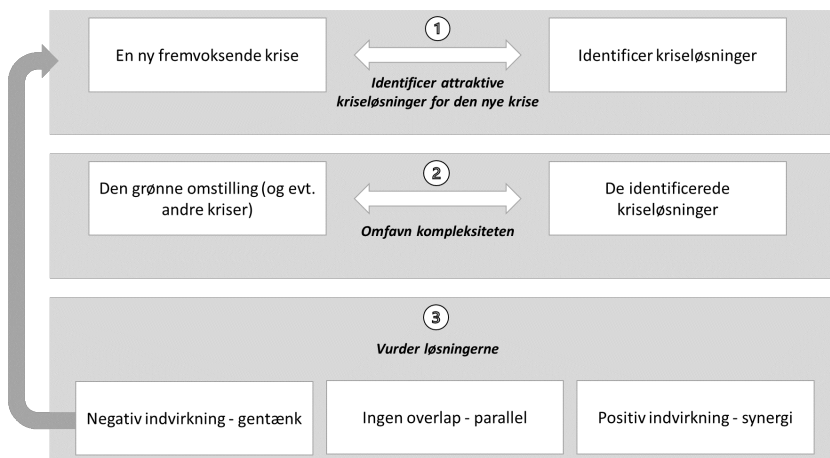 1
En ny fremvoksende krise
Identificer kriseløsninger
Identificer attraktive
kriseløsninger for den nye krise
2
Den grønne omstilling (og evt.
andre kriser)
De identificerede
kriseløsninger
Omfavn kompleksiteten
3
Vurder løsningerne
Negativ indvirkning - gentænk
Ingen overlap - parallel
Positiv indvirkning - synergi